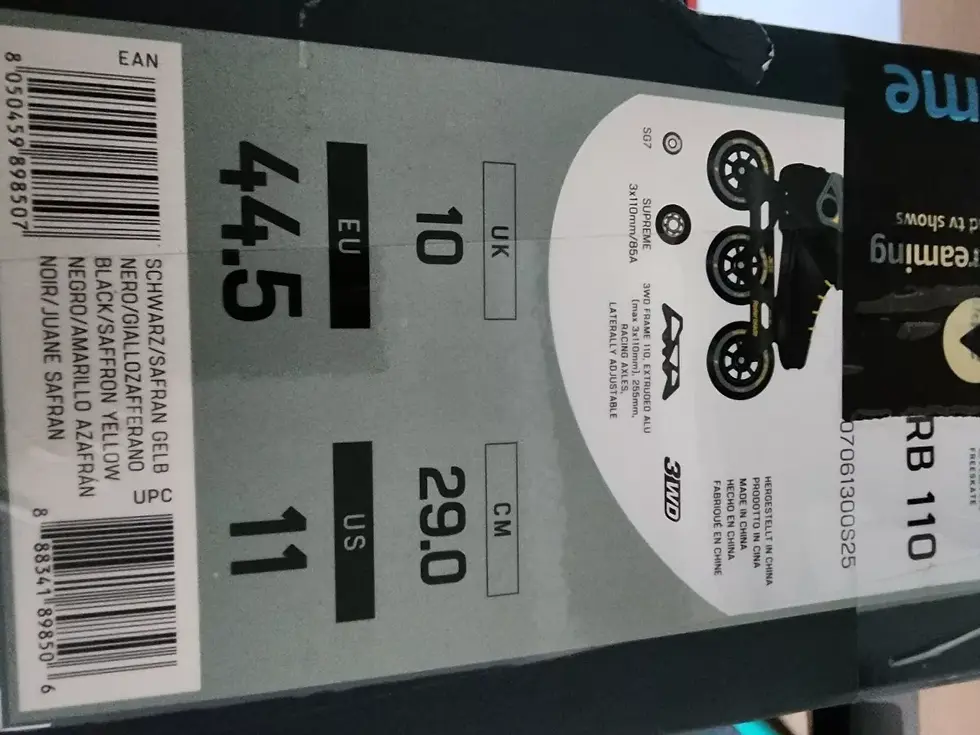 FREESKATE
RB 110
07061300S25
me
reaming
d tv shows
HERGESTELLT IN CHINA
PRODOTTO IN CINA
MADE IN CHINA
HECHO EN CHINA
FABRIQUÉ EN CHINE
3WD
SG7
SUPREME
3x110mm/85A
3WD FRAME 110, EXTRUDED ALU
(max 3x110mm), 255mm,
RACING AXLES,
LATERALLY ADJUSTABLE
UK
10
CM
29.0
EU
44.5
US
11
EAN
8 050459 898507
SCHWARZ/SAFRAN GELB
NERO/GIALLOZAFFERANO
BLACK/SAFFRON YELLOW
NEGRO/AMARILLO AZAFRÁN
NOIR/JUANE SAFRAN
UPC
8 88341 89850 6